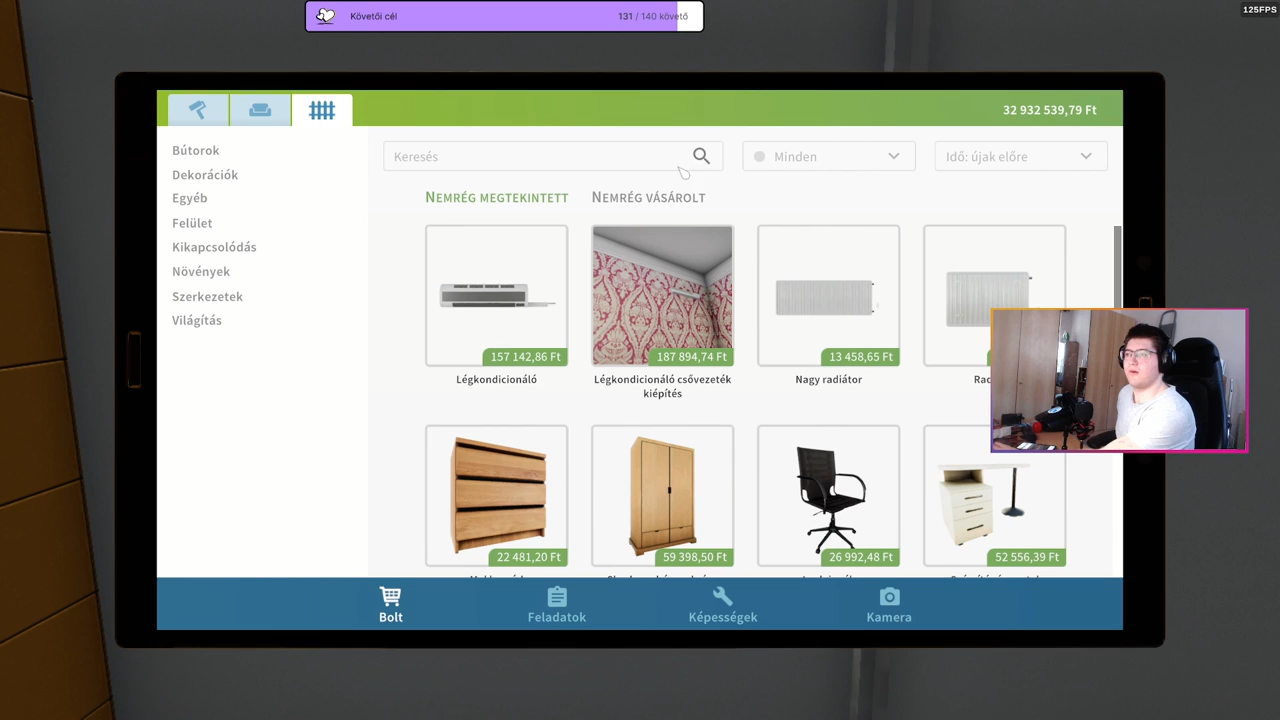 Követői cél
131 / 140 követő
125FPS
32 932 539,79 Ft
Keresés
Minden
Idő: újak előre
Bútorok
Dekorációk
Egyéb
Felület
Kikapcsolódás
Növények
Szerkezetek
Világítás
NEMRÉG MEGTEKINTETT
NEMRÉG VÁSÁROLT
157 142,86 Ft
187 894,74 Ft
13 458,65 Ft
Légkondicionáló
Légkondicionáló csővezeték
kiépítés
Nagy radiátor
22 481,20 Ft
59 398,50 Ft
26 992,48 Ft
52 556,39 Ft
Bolt
Feladatok
Képességek
Kamera